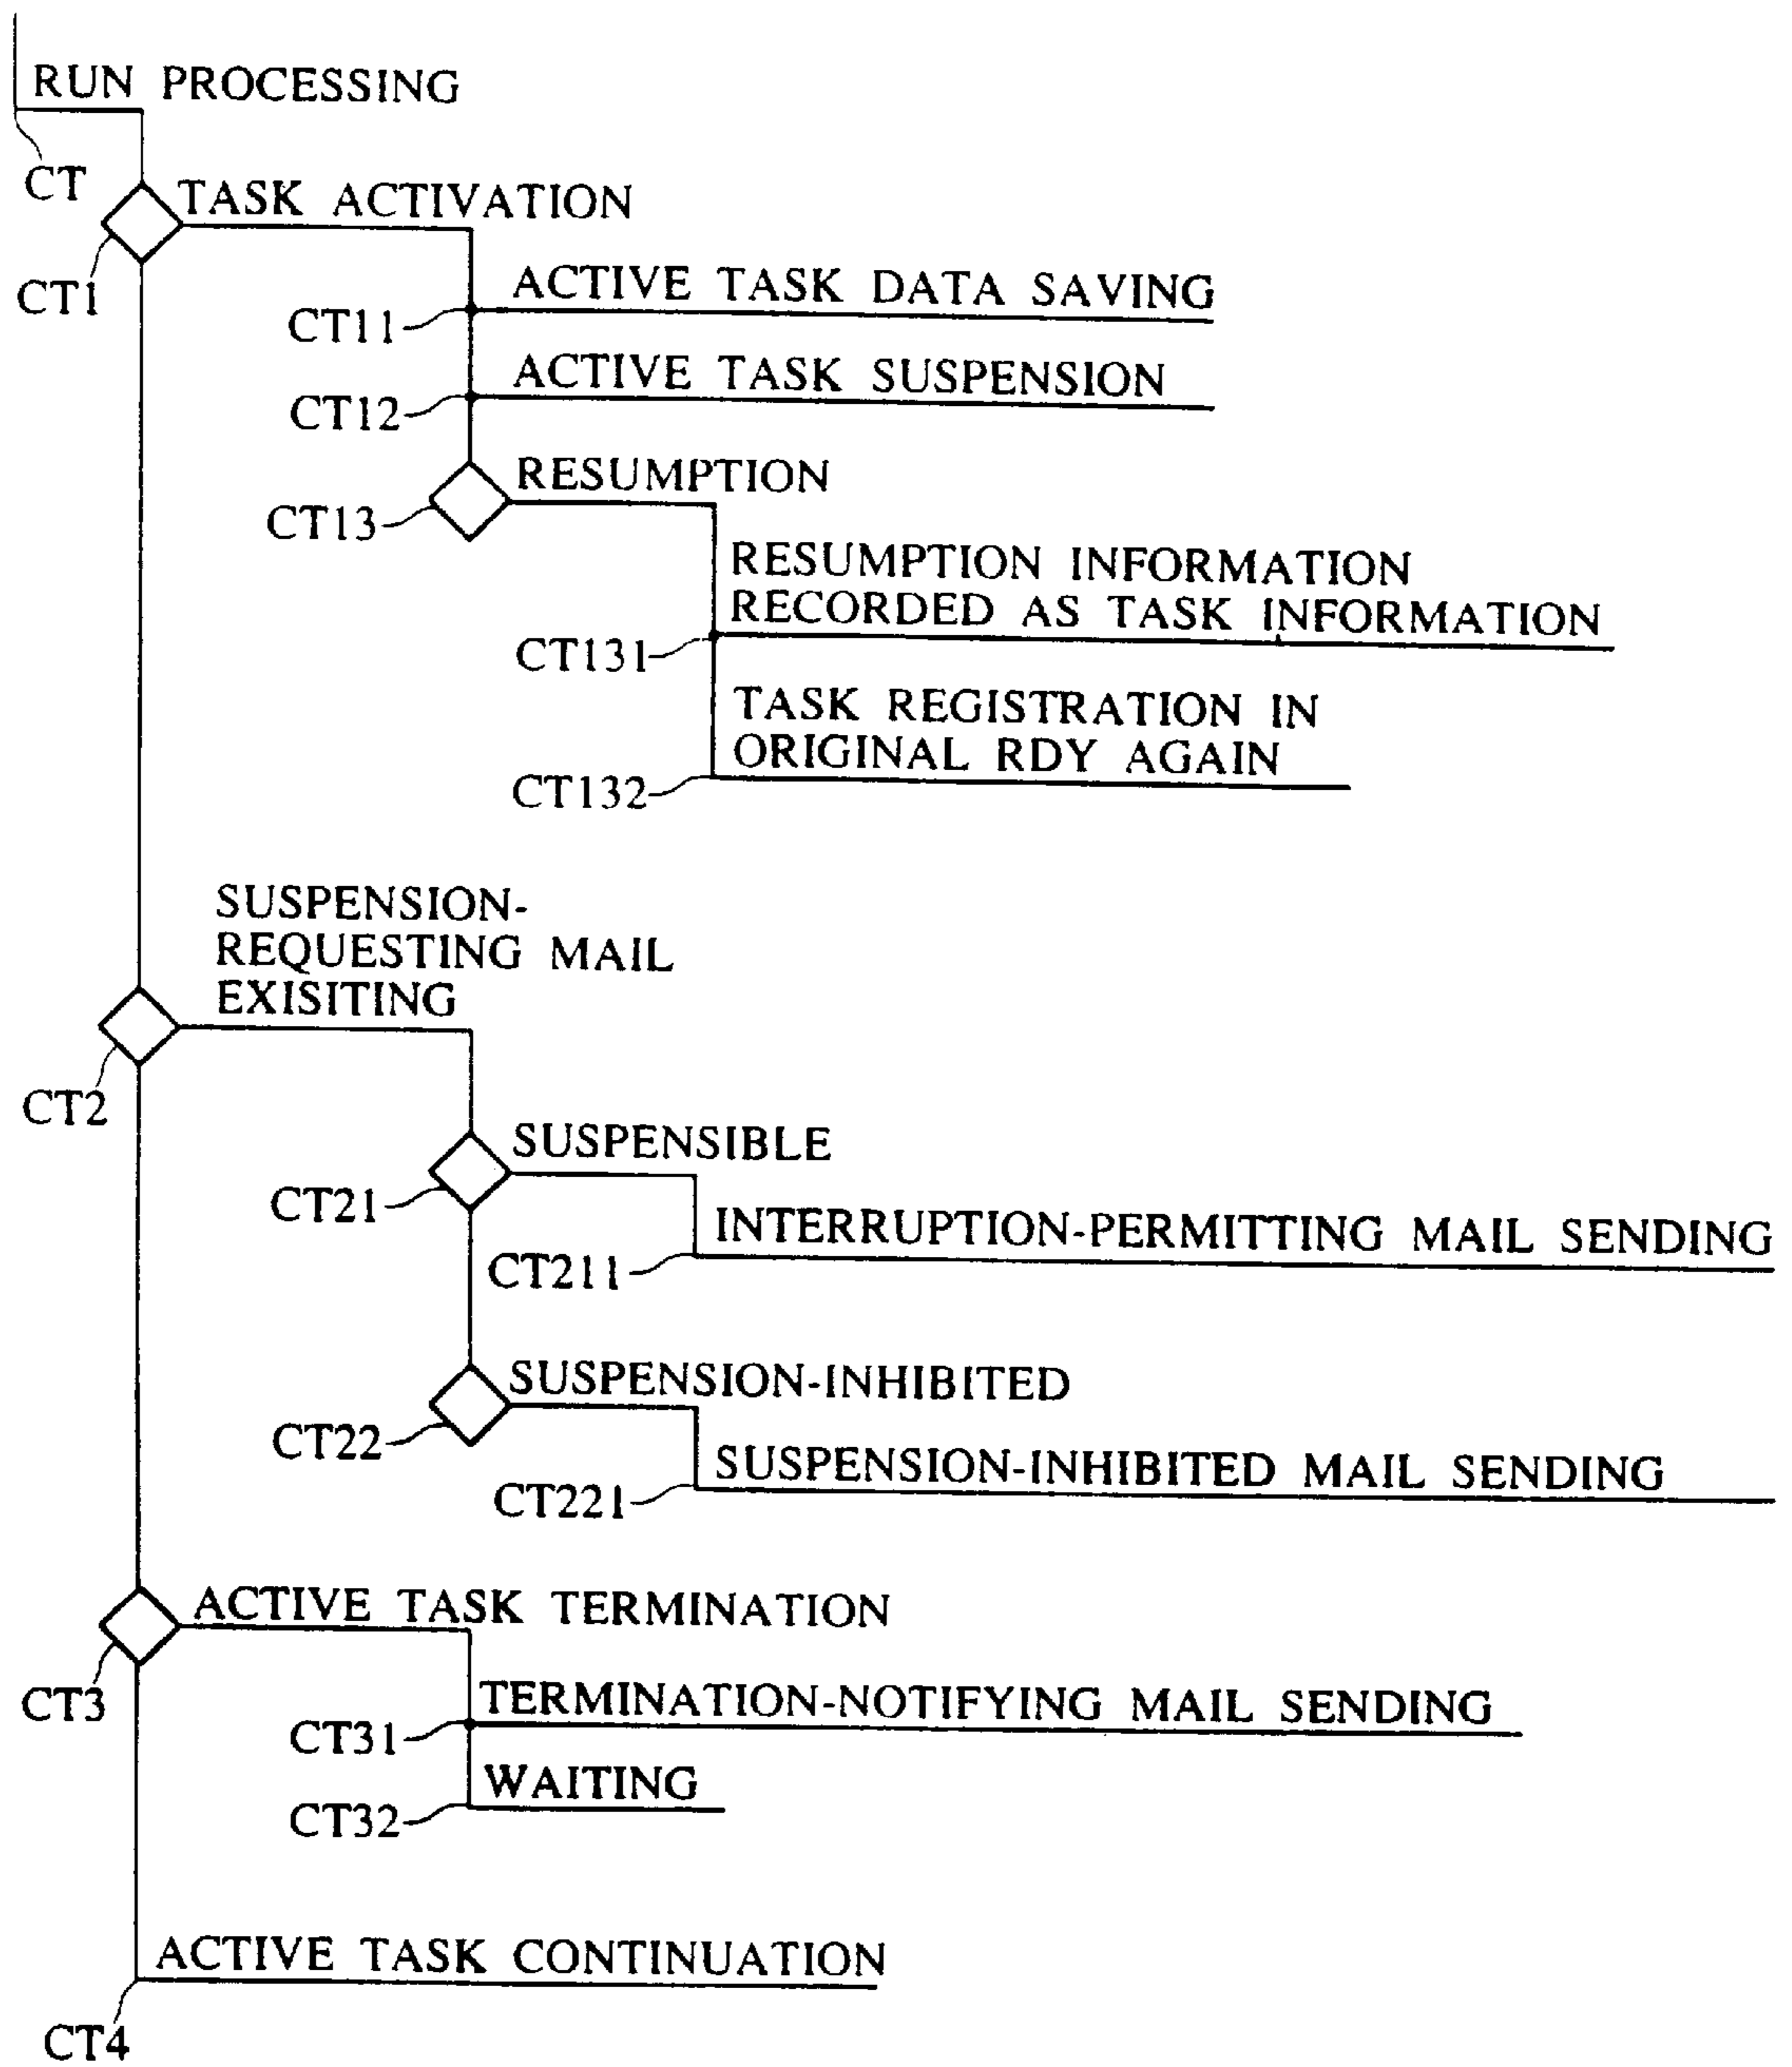 RUN PROCESSING
CT
TASK ACTIVATION
CT1
ACTIVE TASK DATA SAVING
CT11
ACTIVE TASK SUSPENSION
CT12
RESUMPTION
CT13
RESUMPTION INFORMATION
RECORDED AS TASK INFORMATION
CT131
TASK REGISTRATION IN
ORIGINAL RDY AGAIN
CT132
SUSPENSION-
REQUESTING MAIL
EXISITING
CT2
SUSPENSIBLE
CT21
INTERRUPTION-PERMITTING MAIL SENDING
CT211
SUSPENSION-INHIBITED
CT22
SUSPENSION-INHIBITED MAIL SENDING
CT221
ACTIVE TASK TERMINATION
CT3
TERMINATION-NOTIFYING MAIL SENDING
CT31
WAITING
CT32
ACTIVE TASK CONTINUATION
CT4